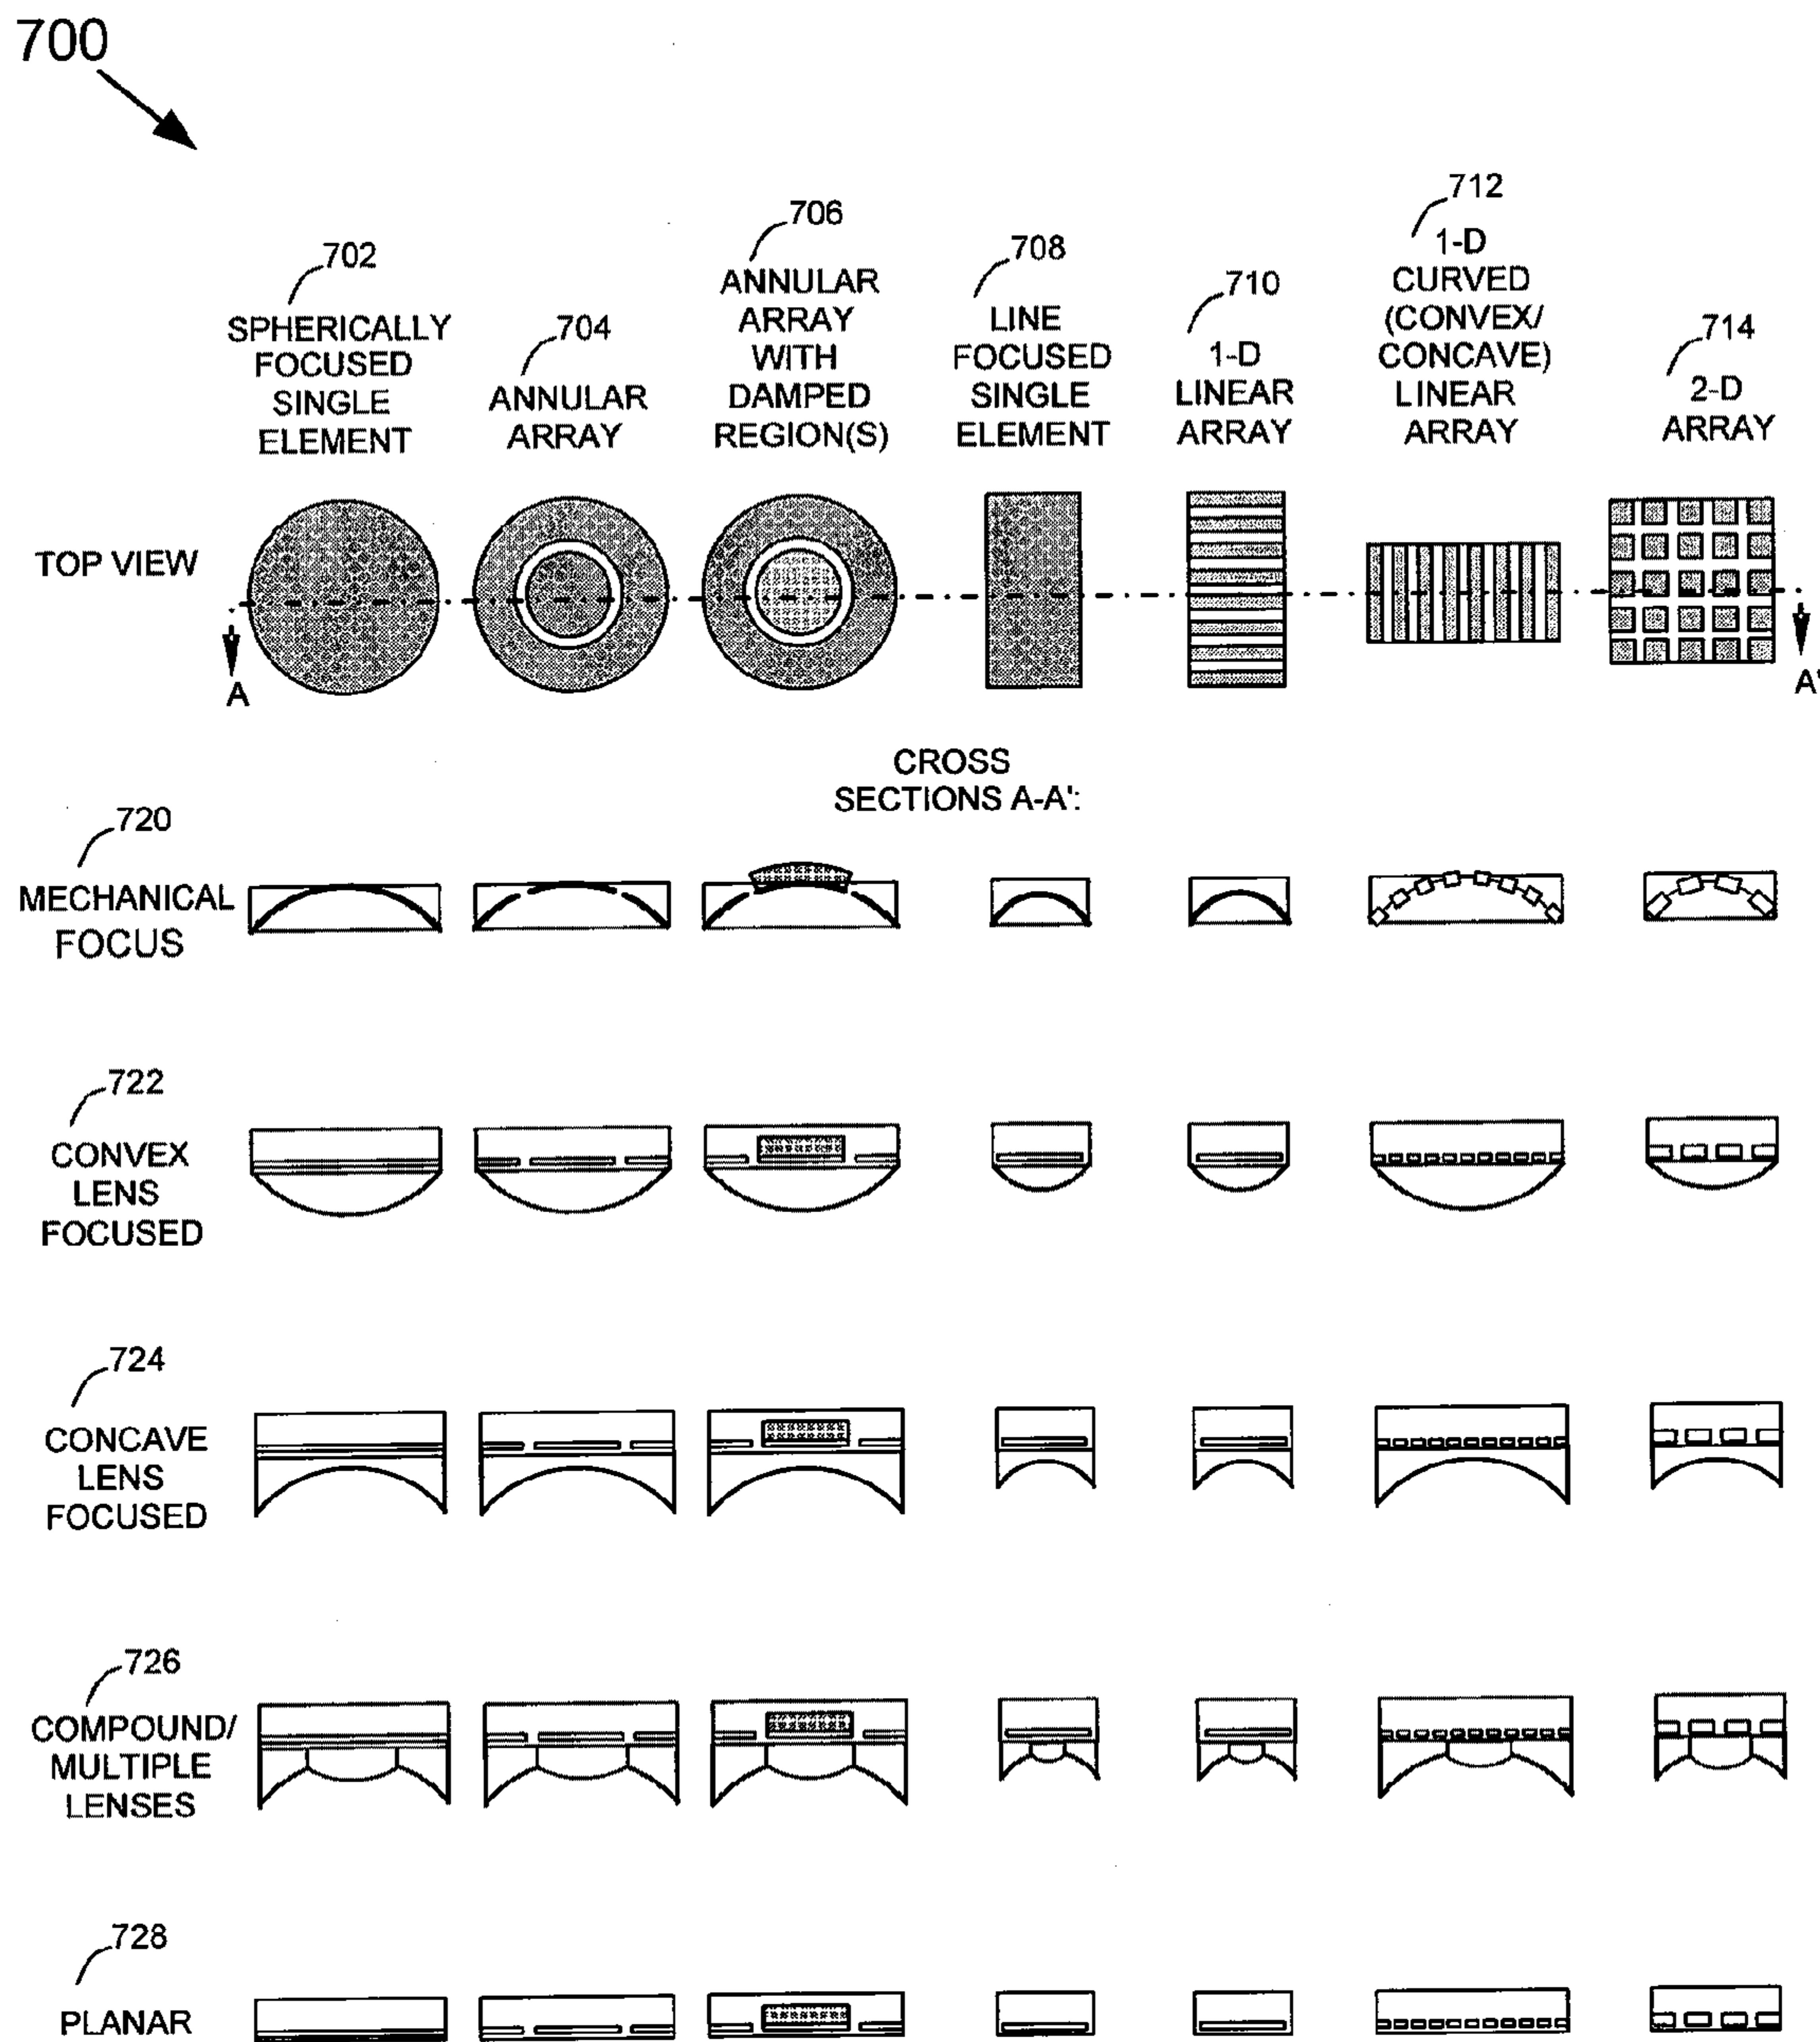 700
702
SPHERICALLY
FOCUSED
SINGLE
ELEMENT
704
ANNULAR
ARRAY
706
ANNULAR
ARRAY
WITH
DAMPED
REGION(S)
708
LINE
FOCUSED
SINGLE
ELEMENT
710
1-D
LINEAR
ARRAY
712
1-D
CURVED
(CONVEX/
CONCAVE)
LINEAR
ARRAY
714
2-D
ARRAY
TOP VIEW
A
A'
CROSS
SECTIONS A-A':
720
MECHANICAL
FOCUS
722
CONVEX
LENS
FOCUSED
724
CONCAVE
LENS
FOCUSED
726
COMPOUND/
MULTIPLE
LENSES
728
PLANAR